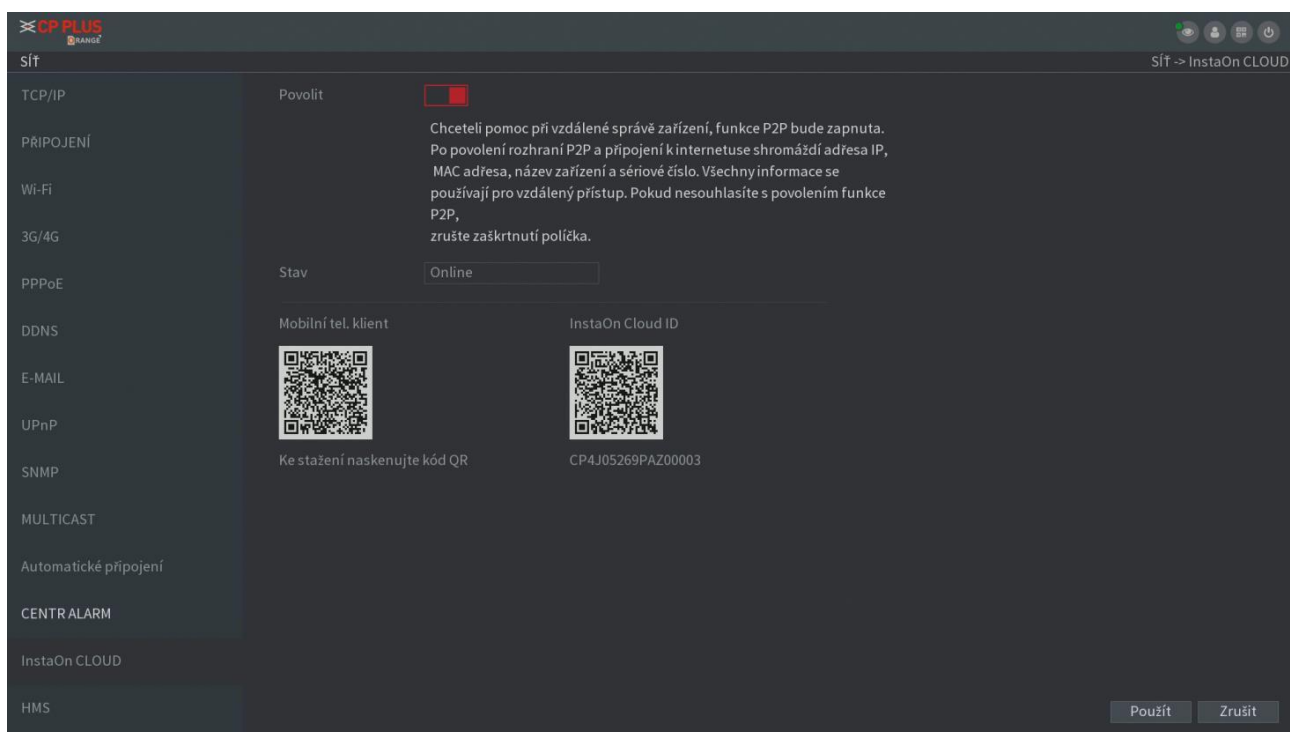 CP PLUS
ORANGE
SÍŤ
SÍŤ -> InstaOn CLOUD
TCP/IP
PŘIPOJENÍ
Wi-Fi
3G/4G
PPPoE
DDNS
E-MAIL
UPnP
SNMP
MULTICAST
Automatické připojení
CENTR ALARM
InstaOn CLOUD
HMS
Povolit
Chceteli pomoc při vzdálené správě zařízení, funkce P2P bude zapnuta.
Po povolení rozhraní P2P a připojení k internetuse shromáždí adřesa IP,
MAC adřesa, název zařízení a sériové číslo. Všechny informace se
používají pro vzdálený přístup. Pokud nesouhlasíte s povolením funkce
P2P,
zrušte zaškrtnutí políčka.
Stav
Online
Mobilní tel. klient
InstaOn Cloud ID
Ke stažení naskenujte kód QR
CP4J05269PAZ00003
Použít
Zrušit